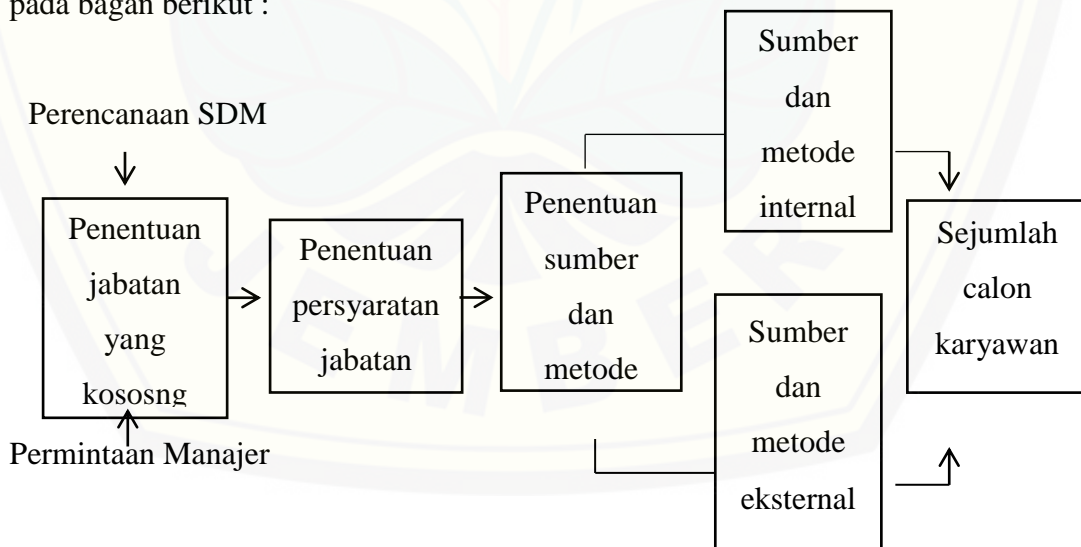 pada bagan berikut :
Perencanaan SDM
Penentuan
jabatan
yang
kososng
Permintaan Manajer
Penentuan
persyaratan
jabatan
Penentuan
sumber
dan
metode
Sumber
dan
metode
internal
Sumber
dan
metode
eksternal
Sejumlah
calon
karyawan
JEMBER